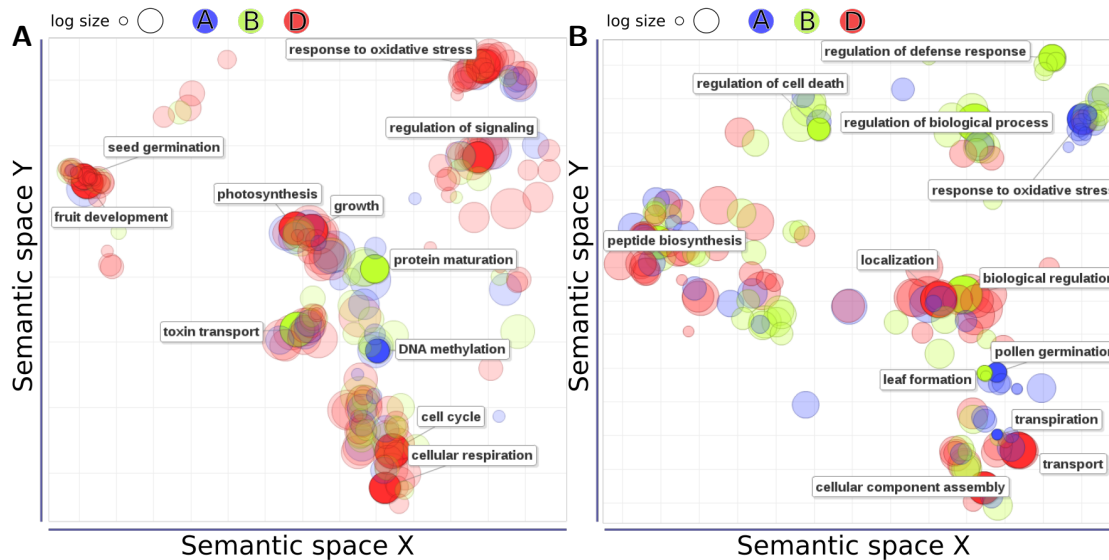 log size A B D
log size A B D
A
response to oxidative stress
regulation of signaling
seed germination
photosynthesis
growth
fruit development
protein maturation
toxin transport
DNA methylation
cell cycle
cellular respiration
Semantic space Y
Semantic space X
B
regulation of defense response
regulation of cell death
regulation of biological process
response to oxidative stress
peptide biosynthesis
localization
biological regulation
pollen germination
leaf formation
transpiration
transport
cellular component assembly
Semantic space Y
Semantic space X